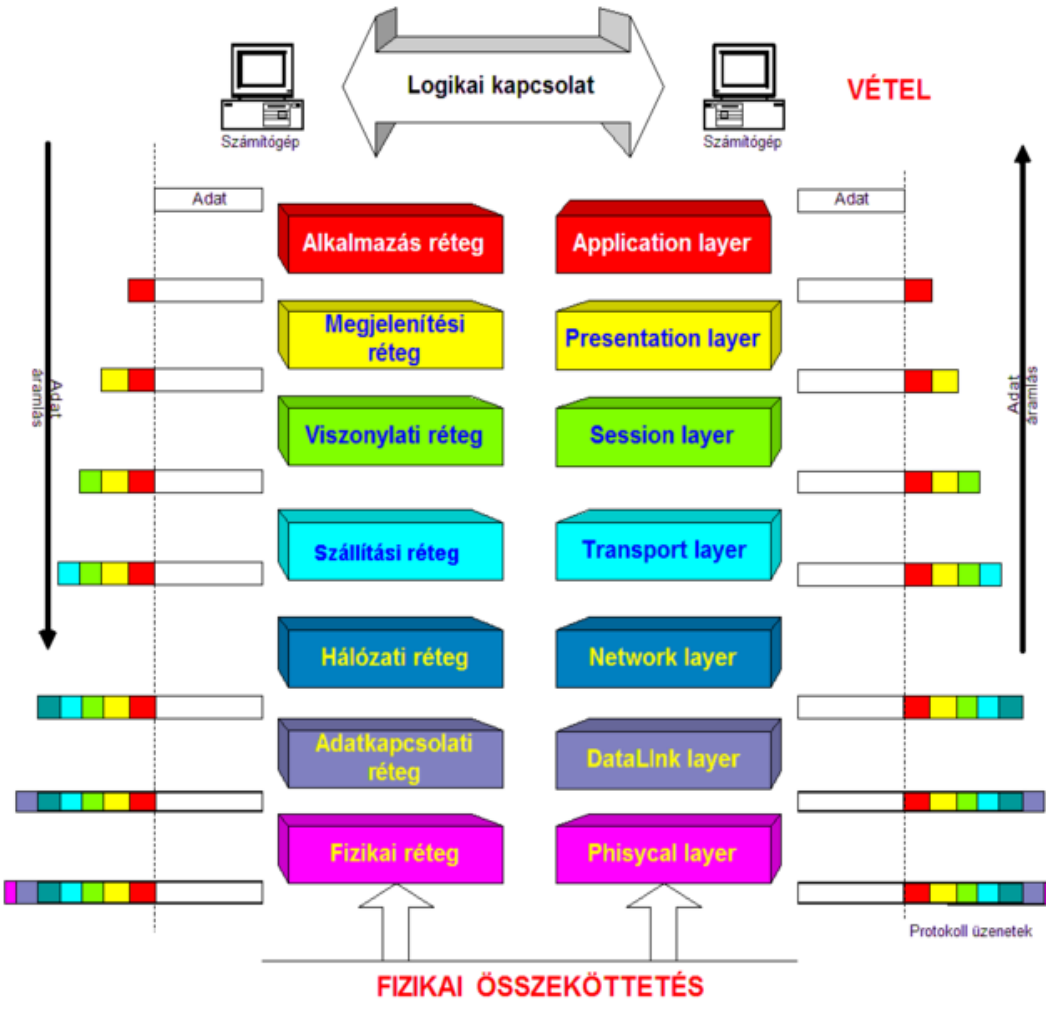 Logikai kapcsolat
VÉTEL
Számítógép
Számítógép
Adat
Adat
Alkalmazás réteg
Application layer
Megjelenítési
réteg
Presentation layer
Adat
áramlás
Adat
áramlás
Viszonylati réteg
Session layer
Szállítási réteg
Transport layer
Hálózati réteg
Network layer
Adatkapcsolati
réteg
DataLInk layer
Fizikai réteg
Phisycal layer
Protokoll üzenetek
FIZIKAI ÖSSZEKÖTTETÉS